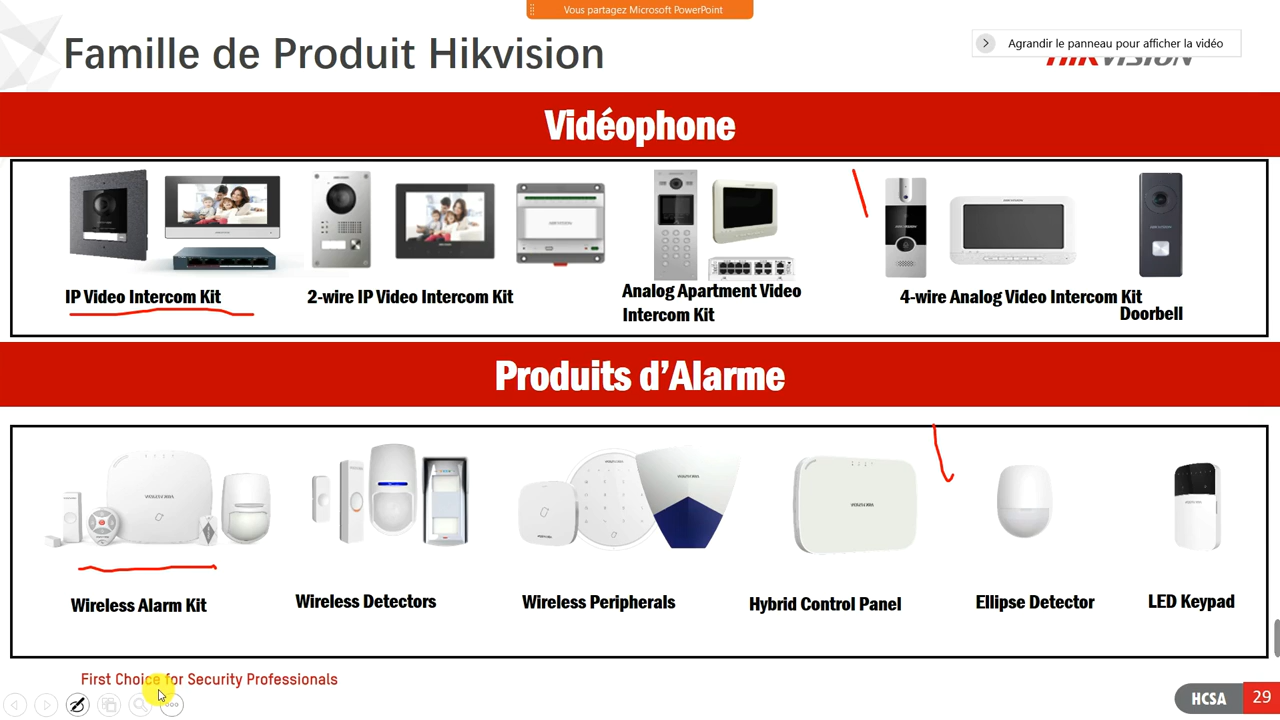 Vous partagez Microsoft PowerPoint
Famille de Produit Hikvision
Agrandir le panneau pour afficher la vidéo
HIKVISION
Vidéophone
IP Video Intercom Kit
2-wire IP Video Intercom Kit
Analog Apartment Video
Intercom Kit
4-wire Analog Video Intercom Kit
Doorbell
Produits d’Alarme
Wireless Alarm Kit
Wireless Detectors
Wireless Peripherals
Hybrid Control Panel
Ellipse Detector
LED Keypad
First Choice for Security Professionals
HCSA
29